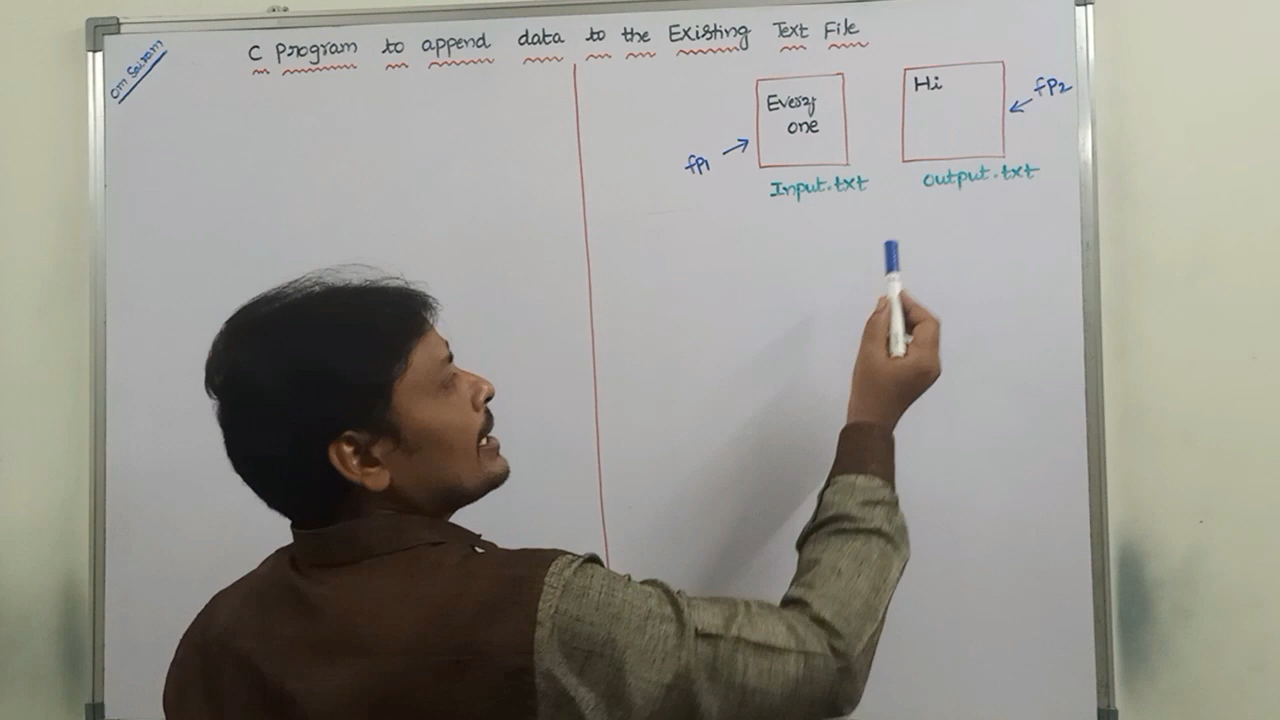 Om Sairam
C Program to append data to the Existing Text File
Every
one
Hi
fp1
fp2
Input.txt
output.txt